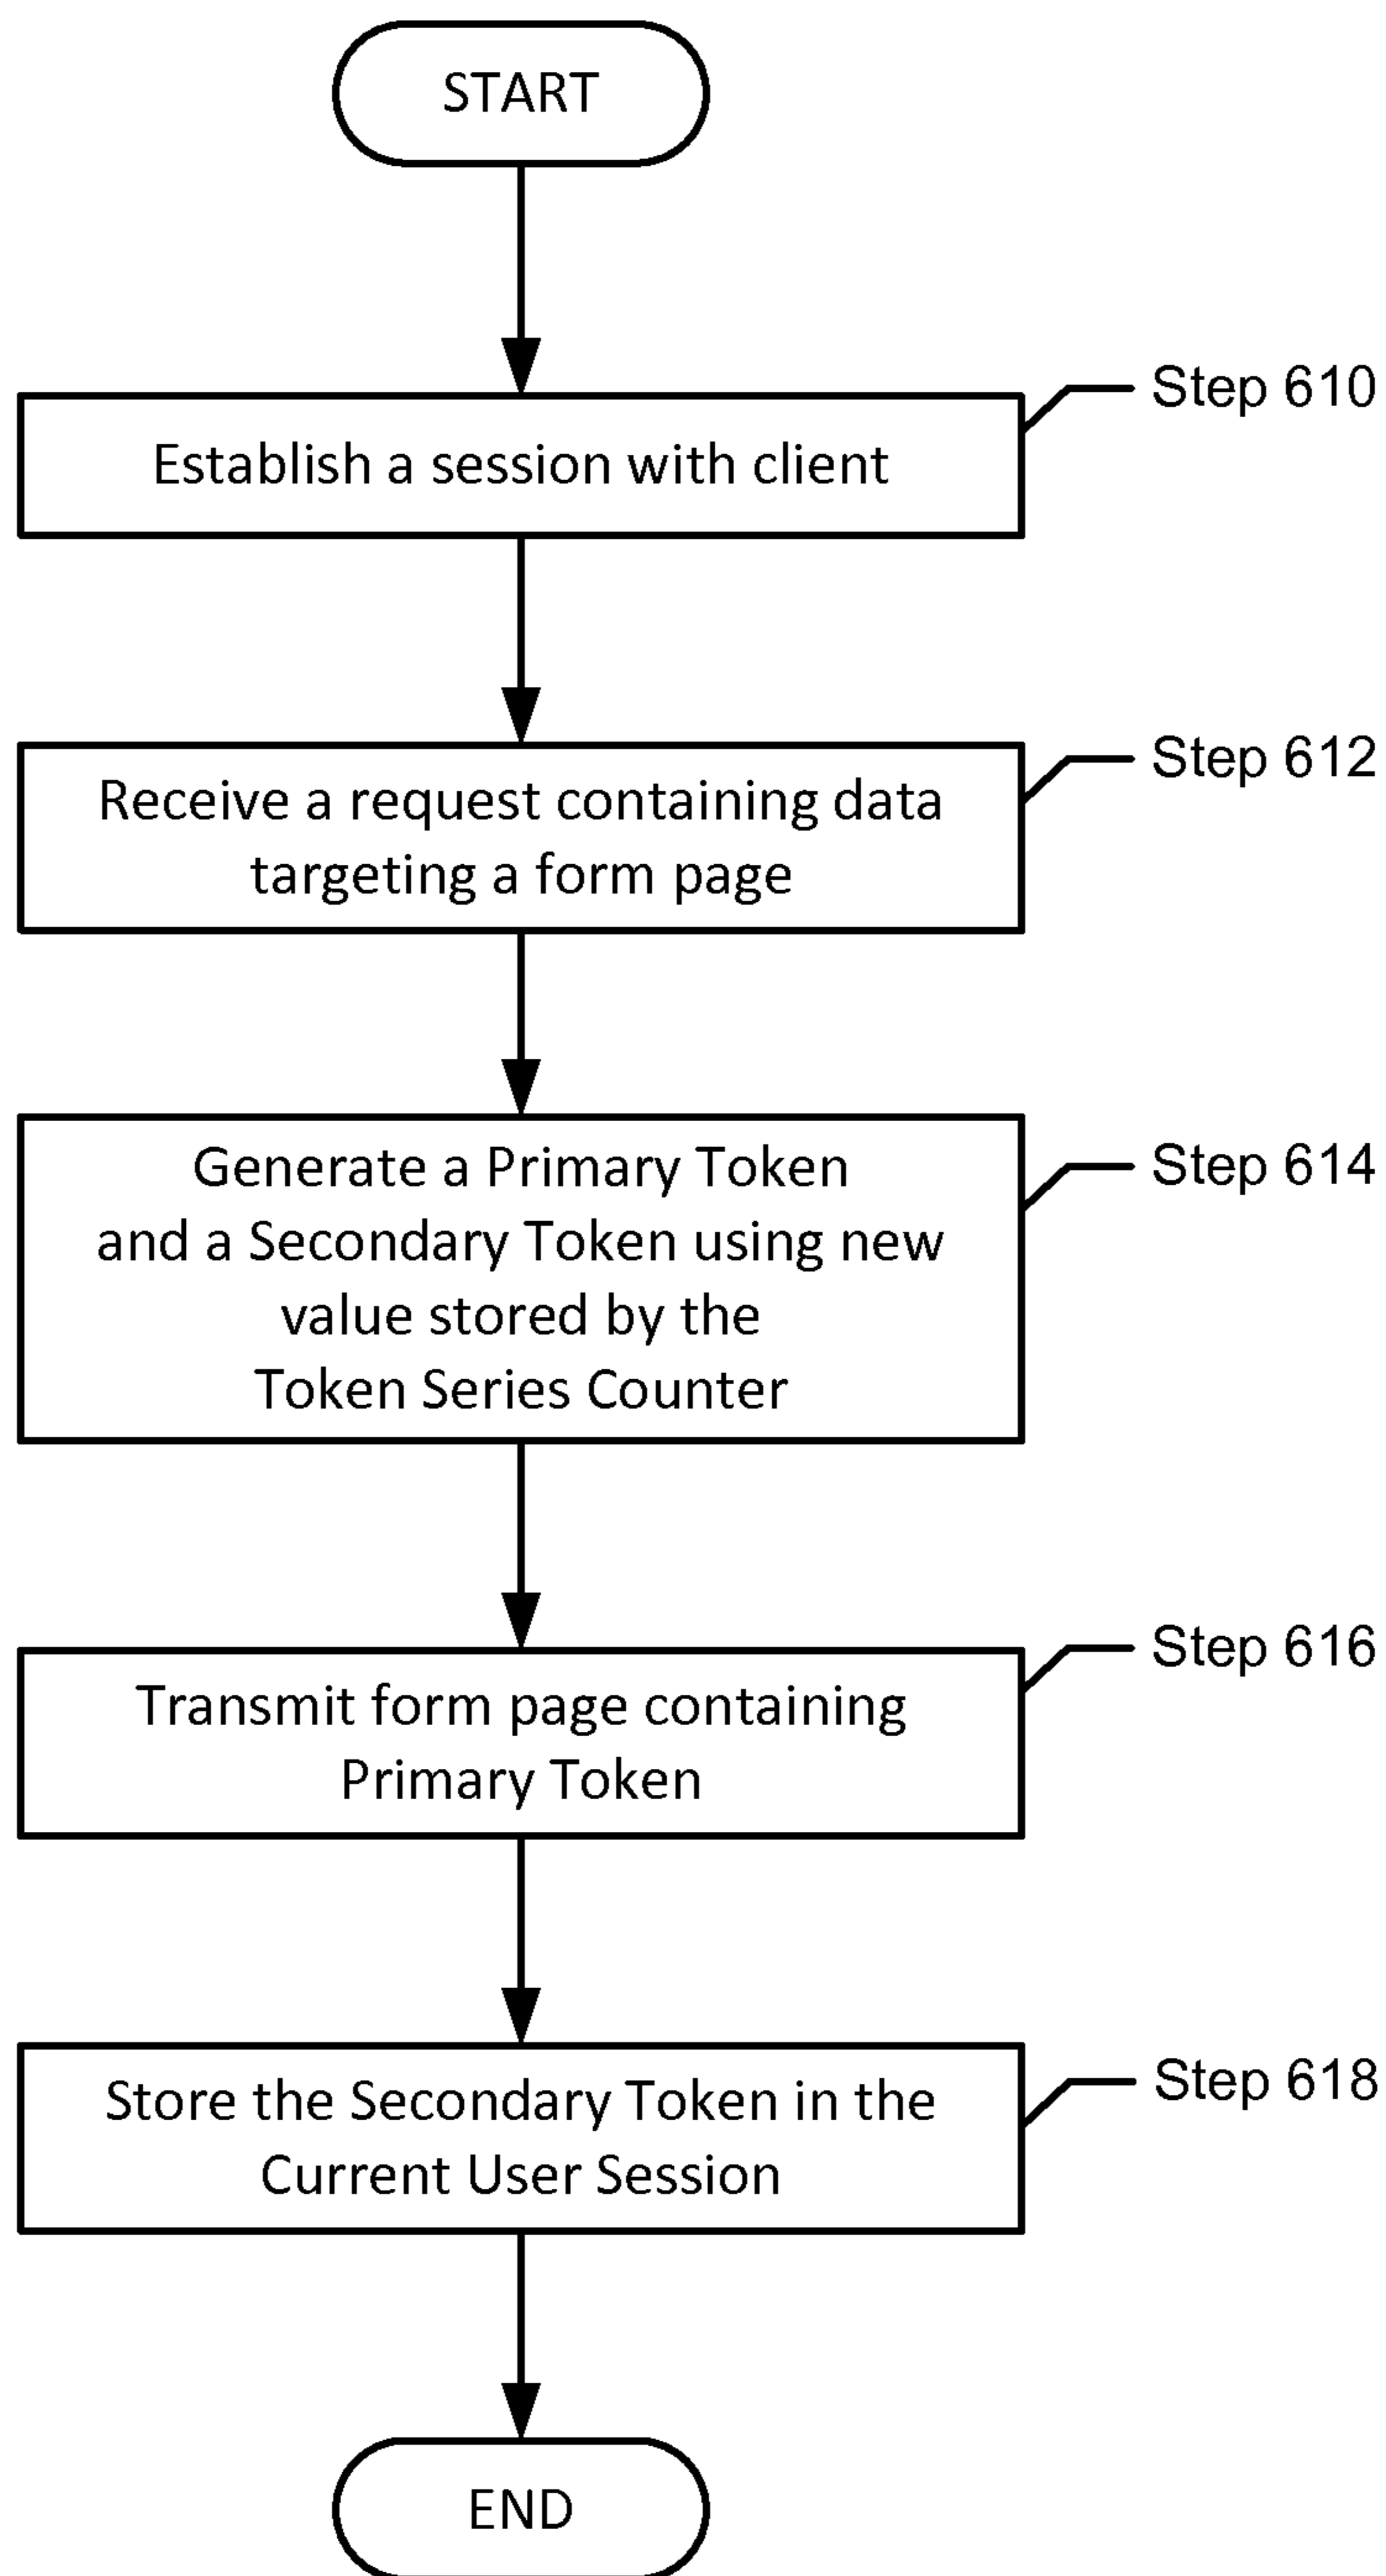 START
Step 610
Establish a session with client
Step 612
Receive a request containing data
targeting a form page
Step 614
Generate a Primary Token
and a Secondary Token using new
value stored by the
Token Series Counter
Step 616
Transmit form page containing
Primary Token
Step 618
Store the Secondary Token in the
Current User Session
END